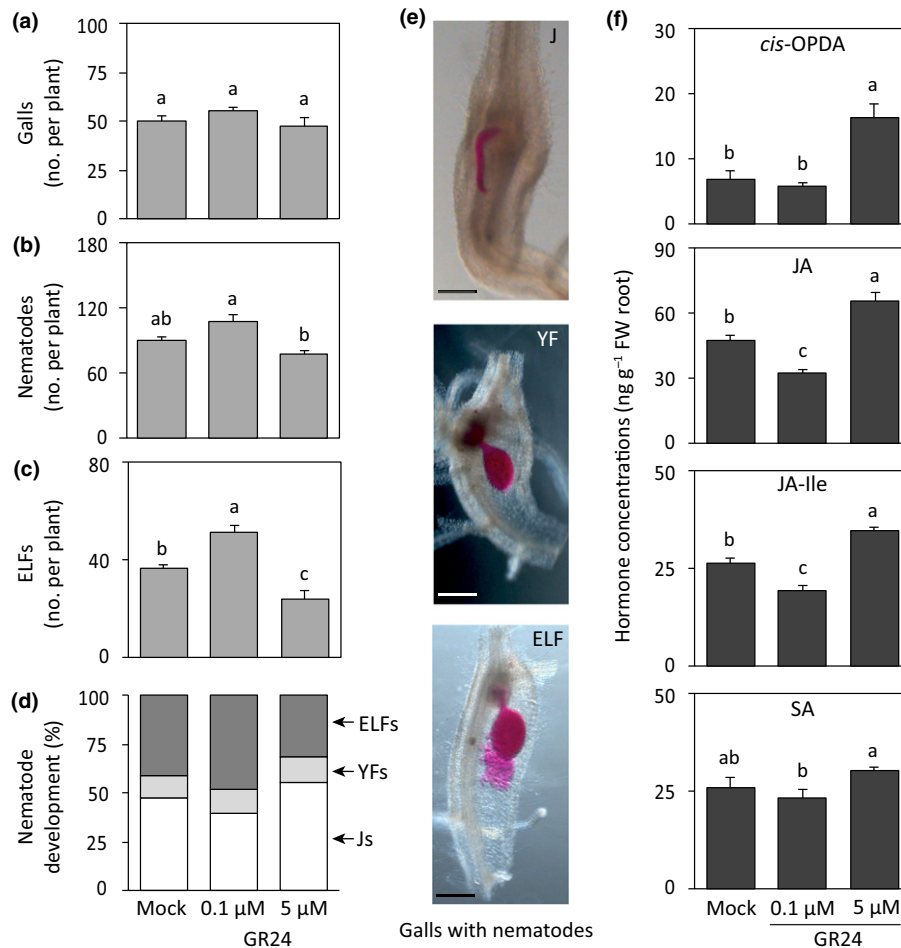 (a)
100
75
50
25
0
Galls
(no. per plant)
a
a
a
(b)
180
120
60
0
Nematodes
(no. per plant)
ab
a
b
(c)
80
40
0
ELFs
(no. per plant)
b
a
c
(d)
100
75
50
25
0
Nematode
development (%)
ELFs
YFs
Js
Mock
0.1 µM
5 µM
GR24
(e)
J
YF
ELF
Galls with nematodes
(f)
Hormone concentrations (ng g⁻¹ FW root)
cis-OPDA
30
20
10
0
b
b
a
JA
90
60
30
0
b
c
a
JA-Ile
50
25
0
b
c
a
SA
50
25
0
ab
b
a
Mock
0.1 µM
5 µM
GR24